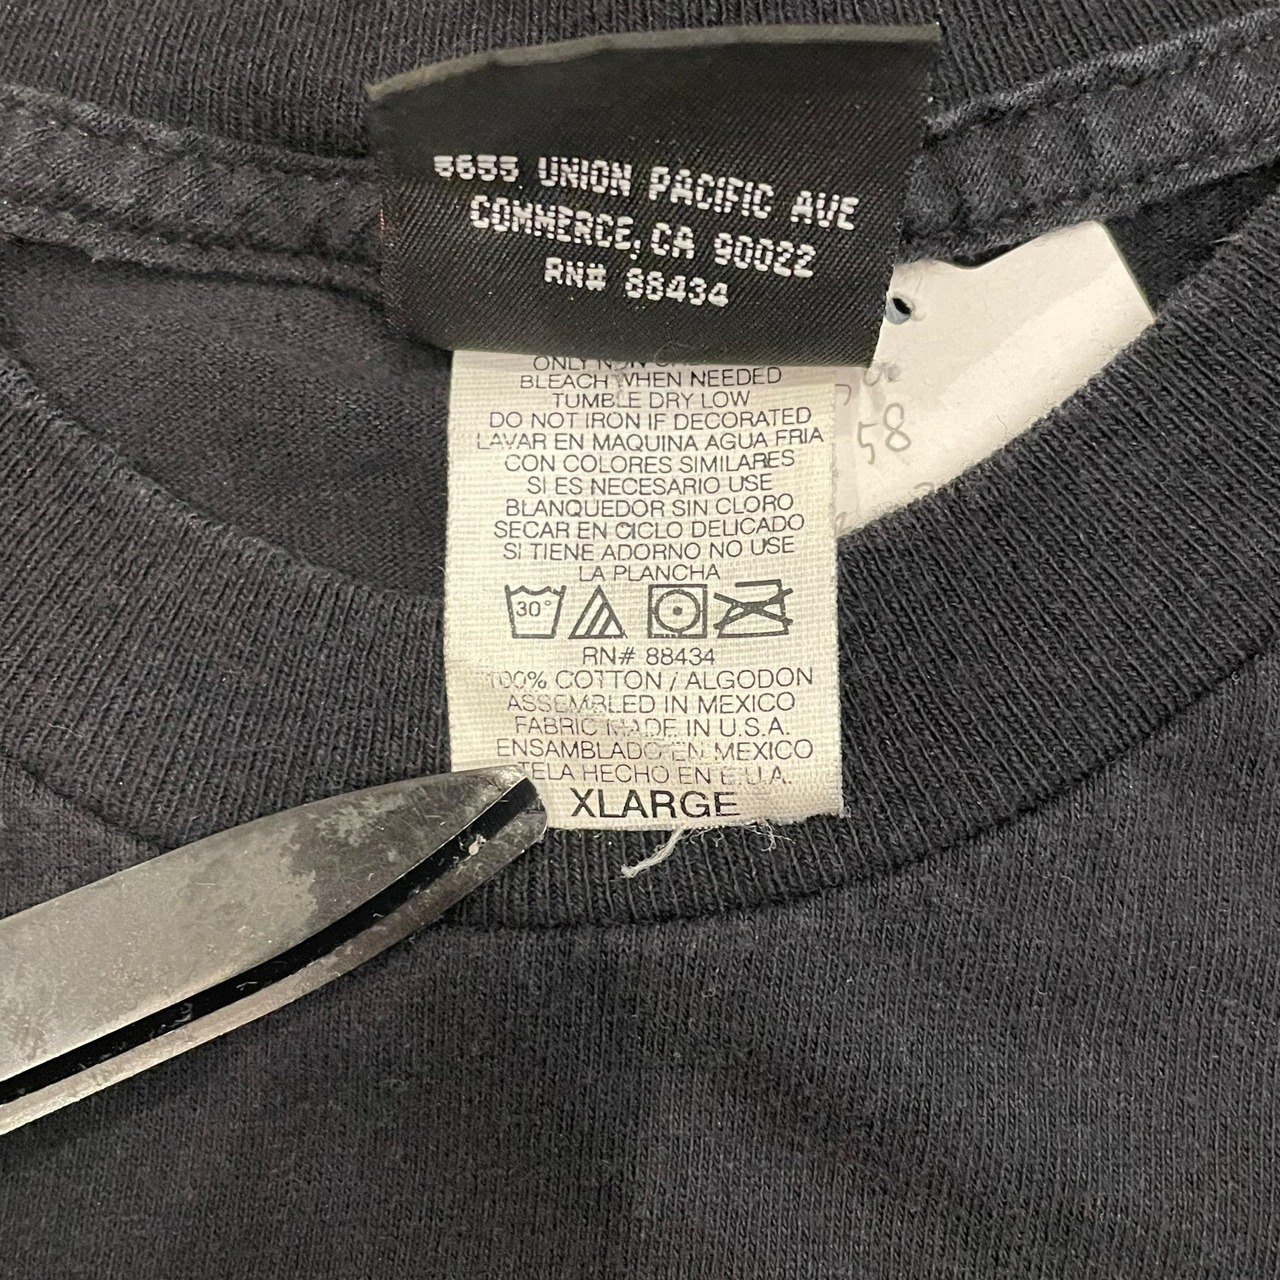 5655 UNION PACIFIC AVE
COMMERCE, CA 90022
RN# 88434
ONLY NON
BLEACH WHEN NEEDED
TUMBLE DRY LOW
DO NOT IRON IF DECORATED
LAVAR EN MAQUINA AGUA FRIA
CON COLORES SIMILARES
SI ES NECESARIO USE
BLANQUEDOR SIN CLORO
SECAR EN CICLO DELICADO
SI TIENE ADORNO NO USE
LA PLANCHA
30°
RN# 88434
100% COTTON / ALGODON
ASSEMBLED IN MEXICO
FABRIC MADE IN U.S.A.
ENSAMBLADO EN MEXICO
TELA HECHO EN E.U.A.
XLARGE
58